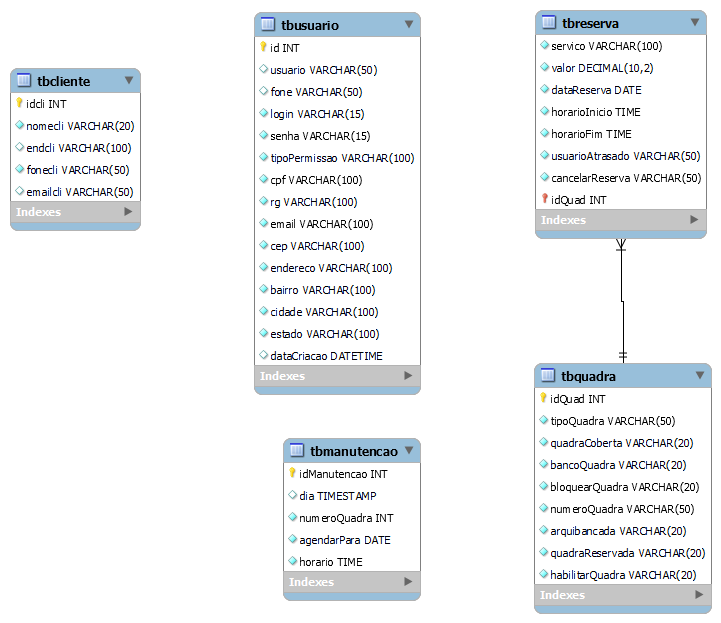 tbcliente
idcli INT
nomecli VARCHAR(20)
endcli VARCHAR(100)
fonecli VARCHAR(50)
emailcli VARCHAR(50)
Indexes
tbusuario
id INT
usuario VARCHAR(50)
fone VARCHAR(50)
login VARCHAR(15)
senha VARCHAR(15)
tipoPermissao VARCHAR(100)
cpf VARCHAR(100)
rg VARCHAR(100)
email VARCHAR(100)
cep VARCHAR(100)
endereco VARCHAR(100)
bairro VARCHAR(100)
cidade VARCHAR(100)
estado VARCHAR(100)
dataCriacao DATETIME
Indexes
tbreserva
servico VARCHAR(100)
valor DECIMAL(10,2)
dataReserva DATE
horarioInicio TIME
horarioFim TIME
usuarioAtrasado VARCHAR(50)
cancelarReserva VARCHAR(50)
idQuad INT
Indexes
tbmanutencao
idManutencao INT
dia TIMESTAMP
numeroQuadra INT
agendarPara DATE
horario TIME
Indexes
tbquadra
idQuad INT
tipoQuadra VARCHAR(50)
quadraCoberta VARCHAR(20)
bancoQuadra VARCHAR(20)
bloquearQuadra VARCHAR(20)
numeroQuadra VARCHAR(50)
arquibancada VARCHAR(20)
quadraReservada VARCHAR(20)
habilitarQuadra VARCHAR(20)
Indexes